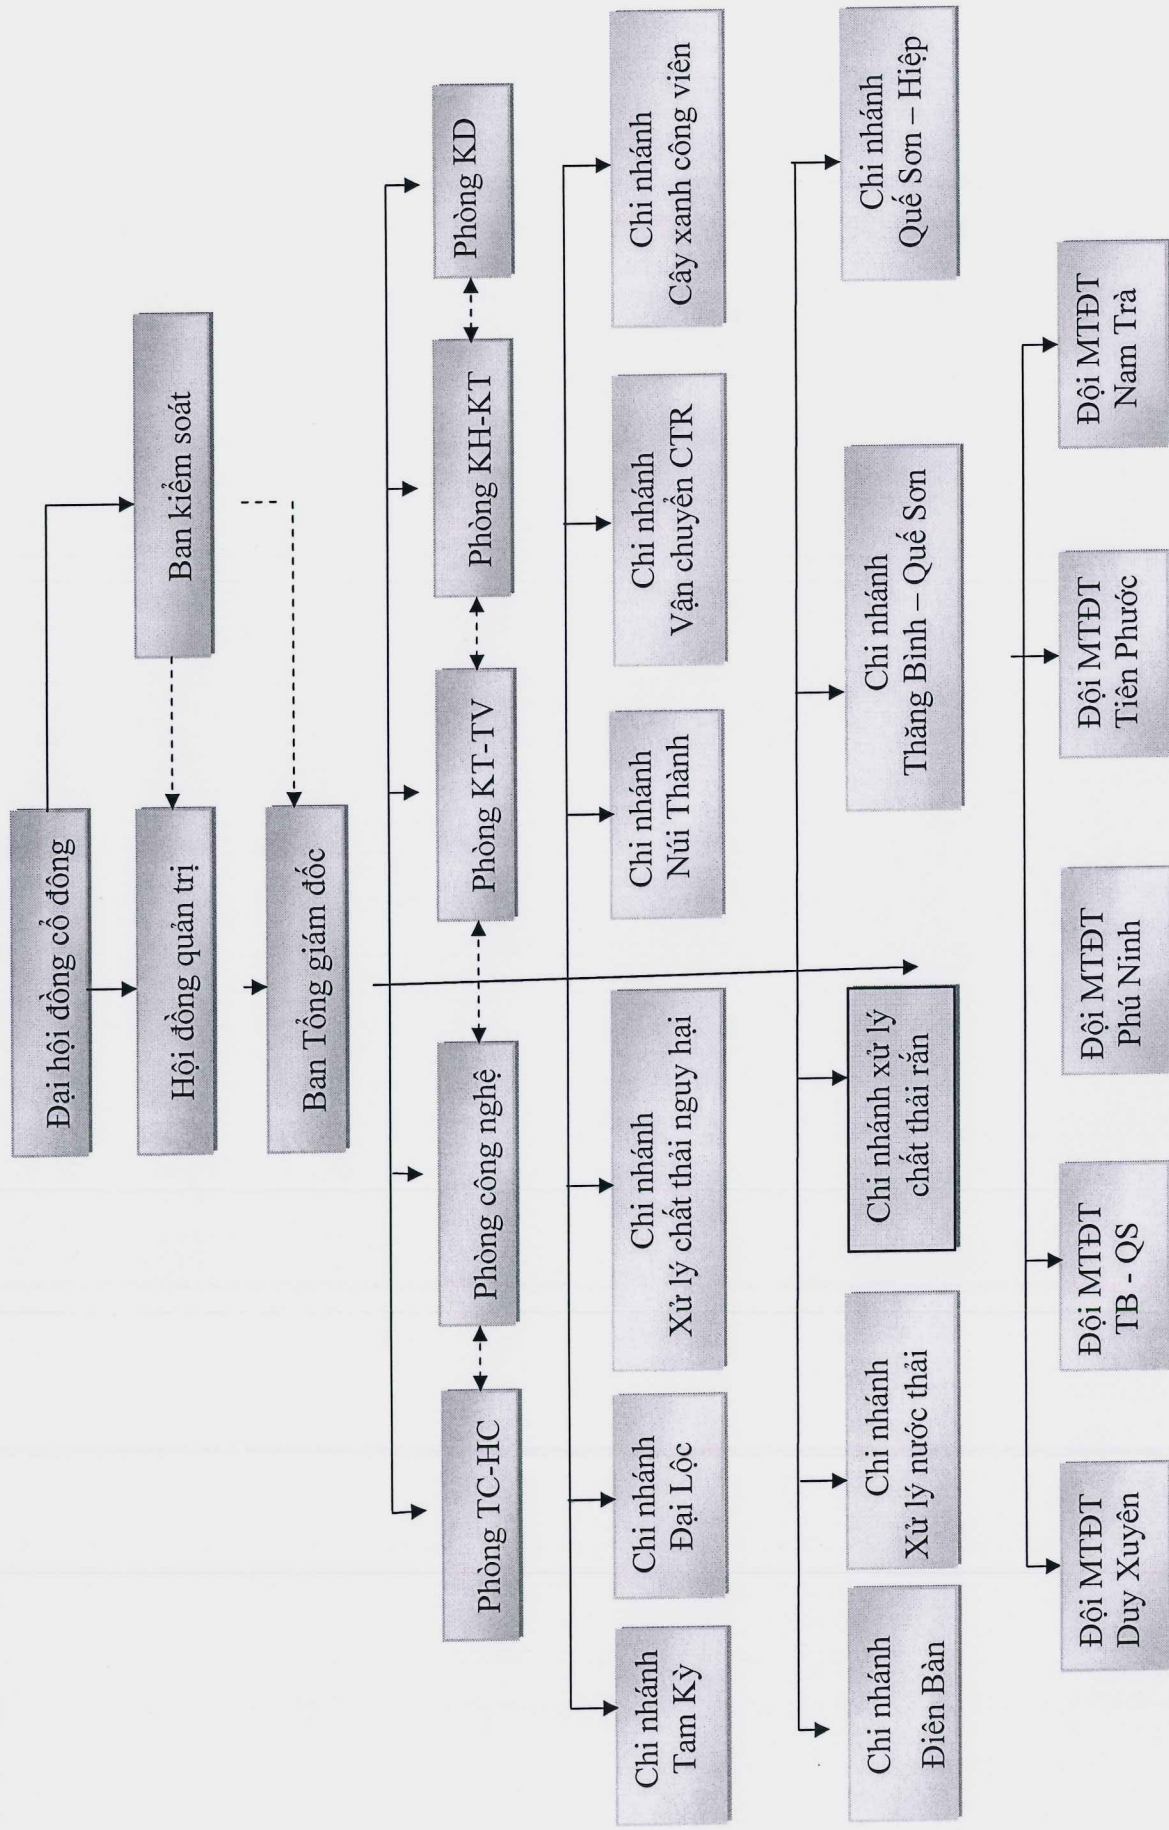 Đại hội đồng cổ đông
Ban kiểm soát
Hội đồng quản trị
Ban Tổng giám đốc
Phòng TC-HC
Phòng công nghệ
Phòng KT-TV
Phòng KH-KT
Phòng KD
Chi nhánh
Tam Kỳ
Chi nhánh
Đại Lộc
Chi nhánh
Xử lý chất thải nguy hại
Chi nhánh
Núi Thành
Chi nhánh
Vận chuyển CTR
Chi nhánh
Cây xanh công viên
Chi nhánh
Điên Bàn
Chi nhánh
Xử lý nước thải
Chi nhánh xử lý
chất thải rắn
Chi nhánh
Thăng Bình – Quế Sơn
Chi nhánh
Quế Sơn – Hiệp
Đội MTĐT
Duy Xuyên
Đội MTĐT
TB - QS
Đội MTĐT
Phú Ninh
Đội MTĐT
Tiên Phước
Đội MTĐT
Nam Trà